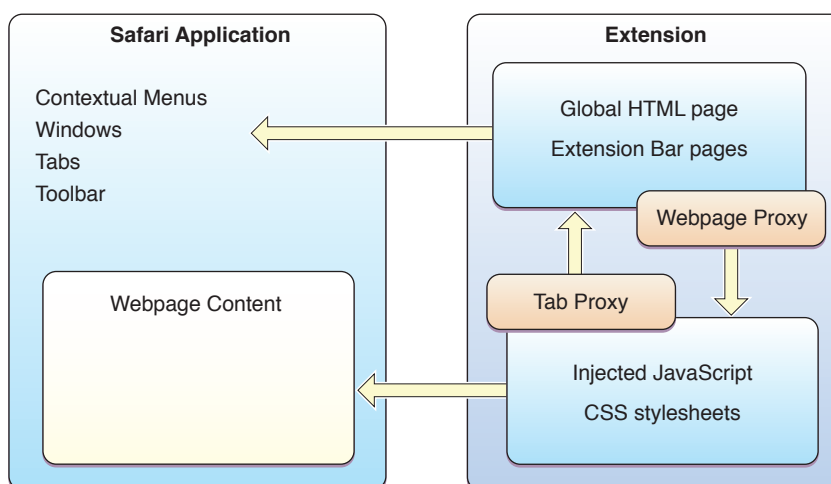 Safari Application
Contextual Menus
Windows
Tabs
Toolbar
Webpage Content
Extension
Global HTML page
Extension Bar pages
Webpage Proxy
Tab Proxy
Injected JavaScript
CSS stylesheets